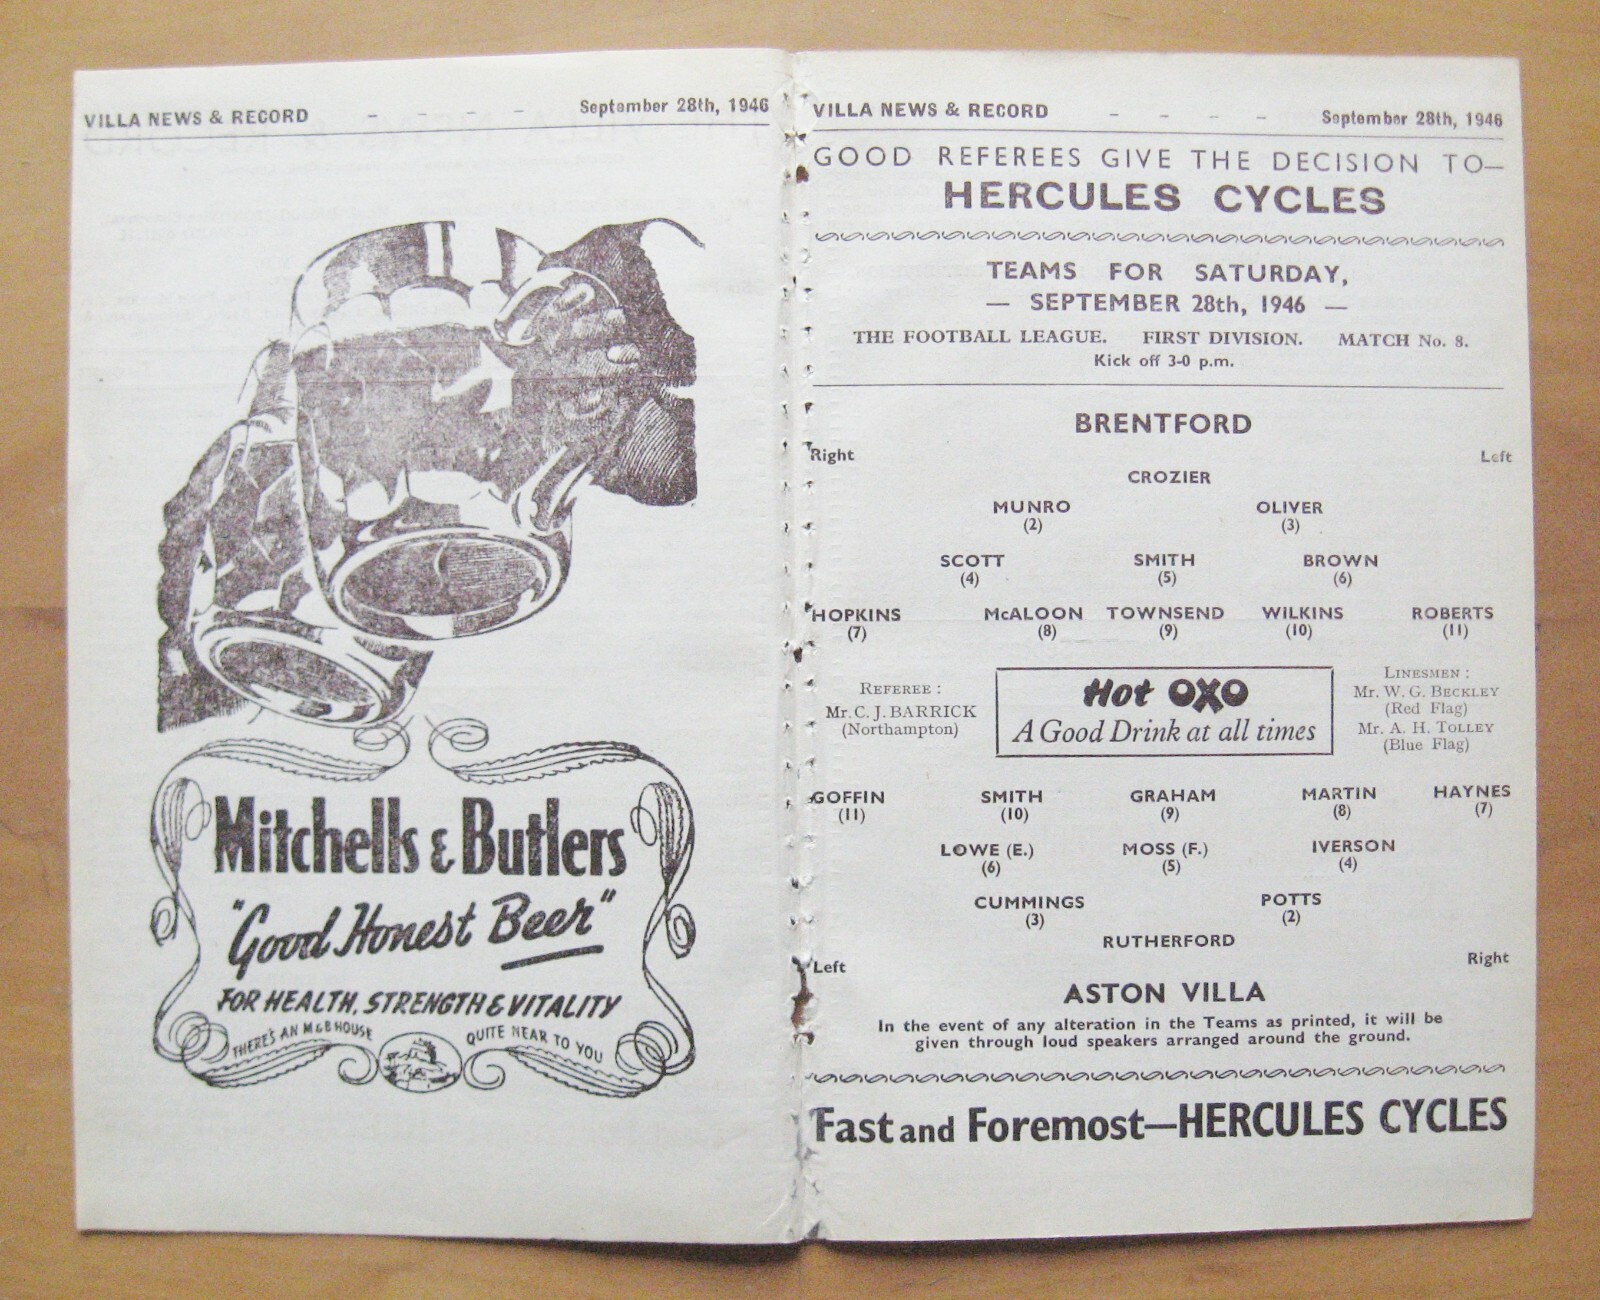 VILLA NEWS & RECORD - - - - September 28th, 1946
Mitchells & Butlers
"Good Honest Beer"
FOR HEALTH, STRENGTH & VITALITY
THERE'S AN M&B HOUSE QUITE NEAR TO YOU
VILLA NEWS & RECORD - - - - September 28th, 1946
GOOD REFEREES GIVE THE DECISION TO—
HERCULES CYCLES
TEAMS FOR SATURDAY,
— SEPTEMBER 28th, 1946 —
THE FOOTBALL LEAGUE. FIRST DIVISION. MATCH No. 8.
Kick off 3-0 p.m.
BRENTFORD
Right Left
CROZIER
MUNRO OLIVER
(2) (3)
SCOTT SMITH BROWN
(4) (5) (6)
HOPKINS McALOON TOWNSEND WILKINS ROBERTS
(7) (8) (9) (10) (11)
REFEREE :
Mr. C. J. BARRICK
(Northampton)
Hot OXO
A Good Drink at all times
LINESMEN :
Mr. W. G. BECKLEY
(Red Flag)
Mr. A. H. TOLLEY
(Blue Flag)
GOFFIN SMITH GRAHAM MARTIN HAYNES
(11) (10) (9) (8) (7)
LOWE (E.) MOSS (F.) IVERSON
(6) (5) (4)
CUMMINGS POTTS
(3) (2)
RUTHERFORD
Left Right
ASTON VILLA
In the event of any alteration in the Teams as printed, it will be
given through loud speakers arranged around the ground.
Fast and Foremost—HERCULES CYCLES